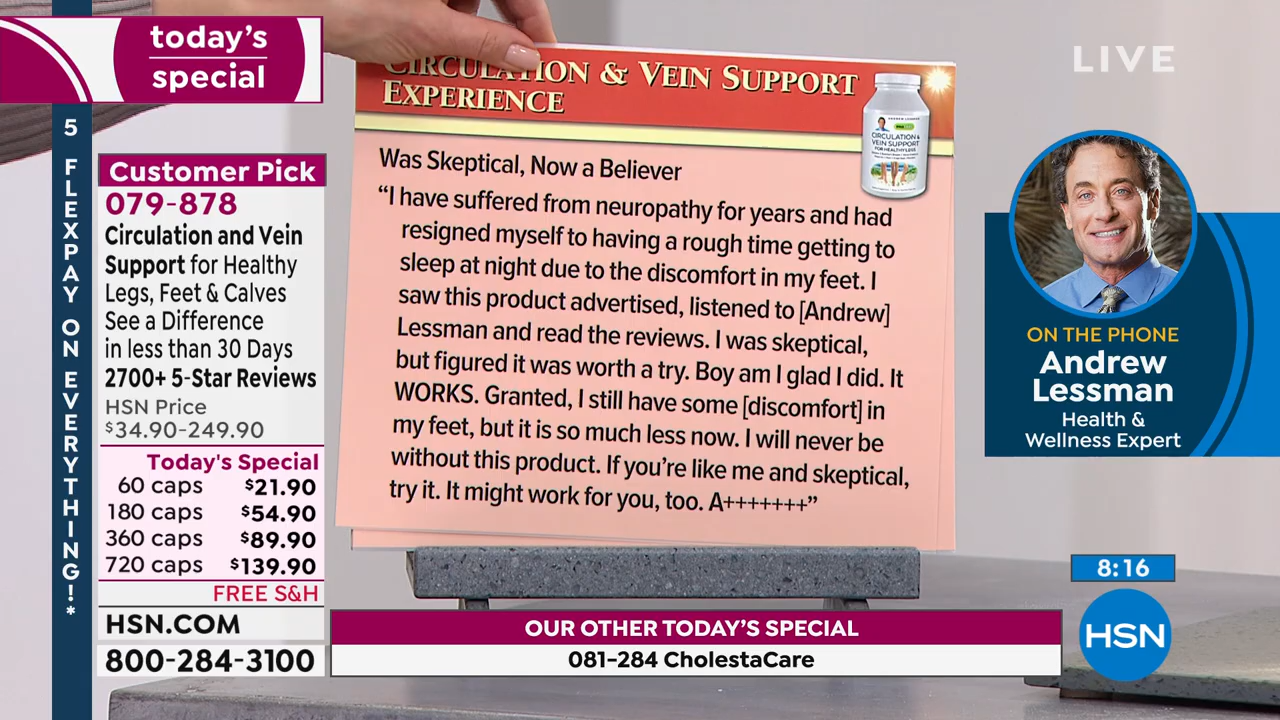 today's
special
5 FLEXPAY ON EVERYTHING!*
Customer Pick
079-878
Circulation and Vein
Support for Healthy
Legs, Feet & Calves
See a Difference
in less than 30 Days
2700+ 5-Star Reviews
HSN Price
$34.90-249.90
Today's Special
60 caps $21.90
180 caps $54.90
360 caps $89.90
720 caps $139.90
FREE S&H
HSN.COM
800-284-3100
CIRCULATION & VEIN SUPPORT
EXPERIENCE
ANDREW LESSMAN
CIRCULATION &
VEIN SUPPORT
FOR HEALTHY LEGS
Was Skeptical, Now a Believer
“I have suffered from neuropathy for years and had
resigned myself to having a rough time getting to
sleep at night due to the discomfort in my feet. I
saw this product advertised, listened to [Andrew]
Lessman and read the reviews. I was skeptical,
but figured it was worth a try. Boy am I glad I did. It
WORKS. Granted, I still have some [discomfort] in
my feet, but it is so much less now. I will never be
without this product. If you’re like me and skeptical,
try it. It might work for you, too. A+++++++”
LIVE
ON THE PHONE
Andrew
Lessman
Health &
Wellness Expert
8:16
HSN
OUR OTHER TODAY'S SPECIAL
081-284 CholestaCare